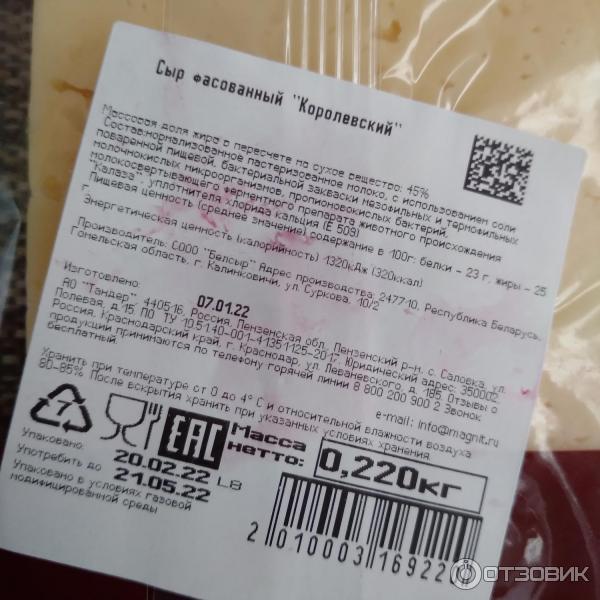 Сыр фасованный "Королевский"
Массовая доля жира в пересчете на сухое вещество: 45%
Состав:нормализованное пастеризованное молоко, с использованием соли
поваренной пищевой, бактериальной закваски мезофильных и термофильных
молочнокислых микроорганизмов, пропионовокислых бактерий,
молокосвертывающего ферментного препарата животного происхождения
"Калаза", уплотнителя хлорида кальция (Е 509)
Пищевая ценность (среднее значение) содержание в 100г: белки - 23 г, жиры - 25
г.
Энергетическая ценность (калорийность) 1320кДж (320ккал)
Производитель: СООО "Белсыр" Адрес производства: 247710, Республика Беларусь,
Гомельская область, г. Калинковичи, ул. Суркова, 10/2
Изготовлено: 07.01.22
АО "Тандер" 440516, Россия, Пензенская обл, Пензенский р-н, с. Саловка, ул.
Полевая, д.15 ПО ТУ 10.51.40-001-41351125-2017. Юридический адрес: 350002,
Россия, Краснодарский край, г. Краснодар, ул. Леваневского, д. 185. Отзывы о
продукции принимаются по телефону горячей линии 8 800 200 900 2 Звонок
бесплатный.
e-mail: info@magnit.ru
Хранить при температуре от 0 до 4° С и относительной влажности воздуха
80-85% После вскрытия хранить при указанных условиях хранения.
7
EAC
Масса
нетто:
0,220кг
Упаковано: 20.02.22 L8
Употребить до 21.05.22
Упаковано в условиях газовой
модифицированной среды
2 010003 16922
ОТЗОВИК